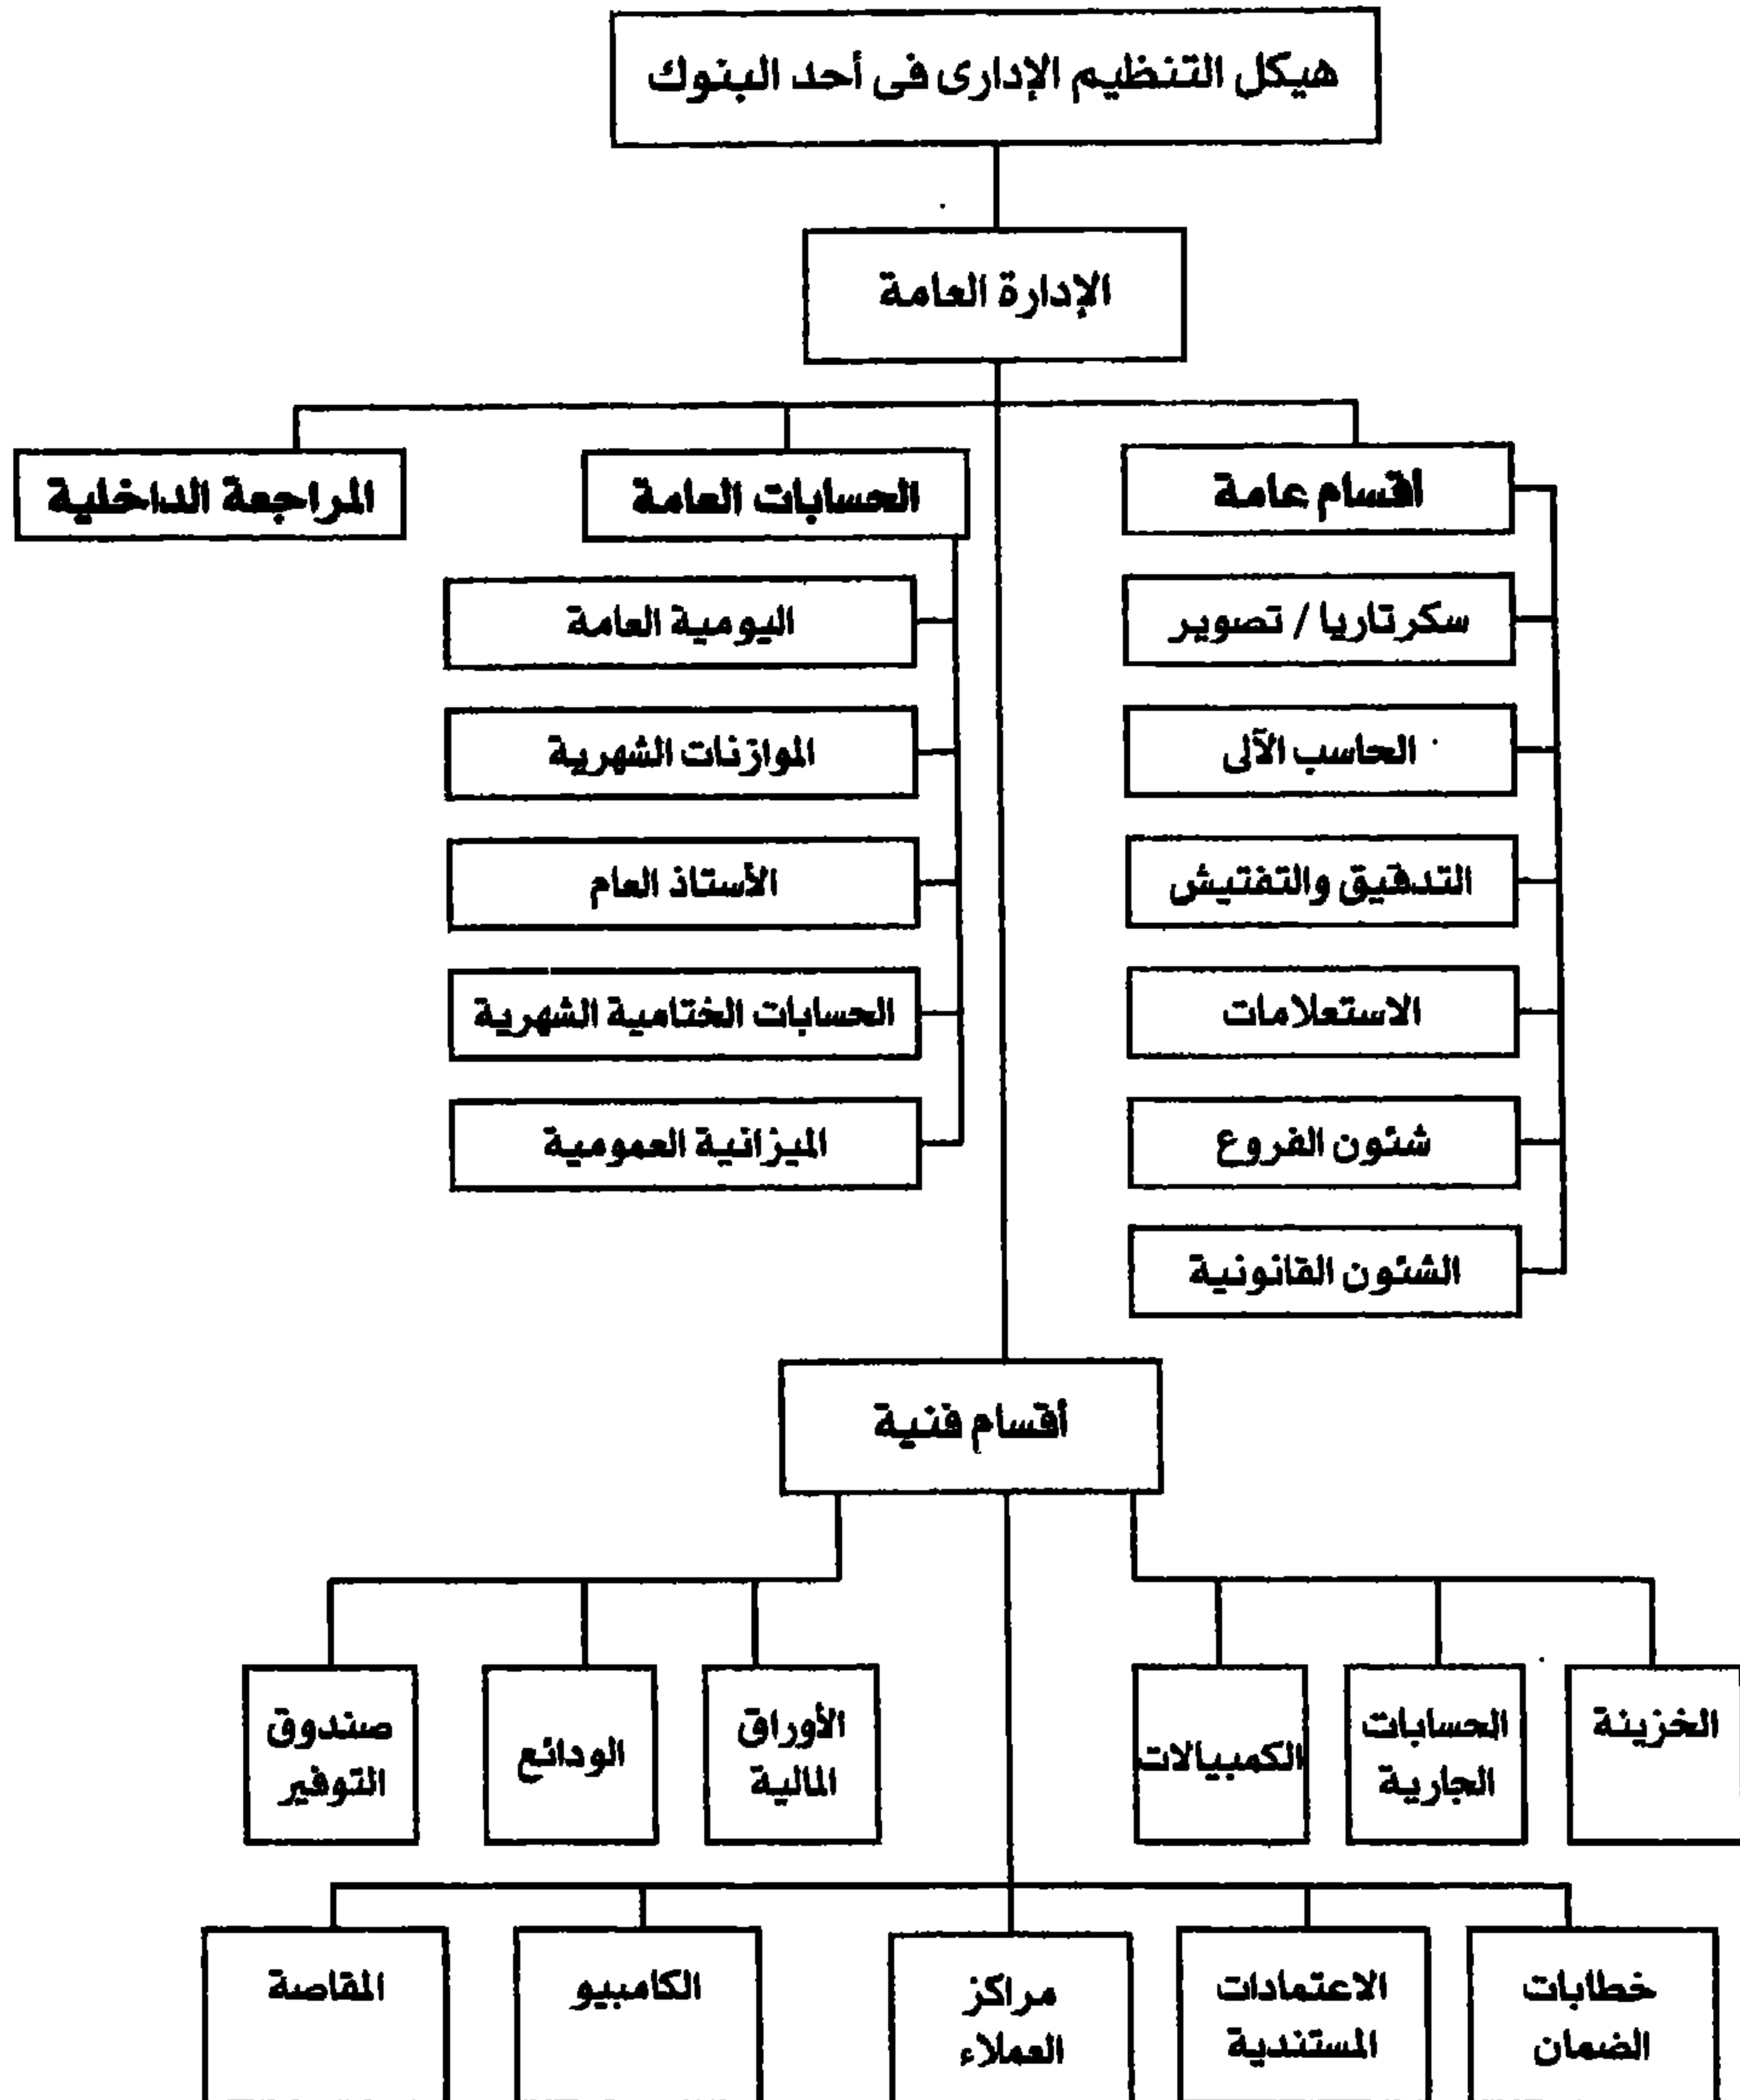 هيكل التنظيم الإدارى فى أحد البنوك
الإدارة العامة
أقسام عامة
الحسابات العامة
المراجعة الداخلية
سكرتاريا / تصوير
الحاسب الآلى
التدقيق والتفتيش
الاستعلامات
شئون الفروع
الشئون القانونية
اليومية العامة
الموازنات الشهرية
الأستاذ العام
الحسابات الختامية الشهرية
الميزانية العمومية
أقسام فنية
الخزينة
الحسابات
الجارية
الكمبيالات
الأوراق
المالية
الودائع
صندوق
التوفير
خطابات
الضمان
الاعتمادات
المستندية
مراكز
العملاء
الكامبيو
المقاصة